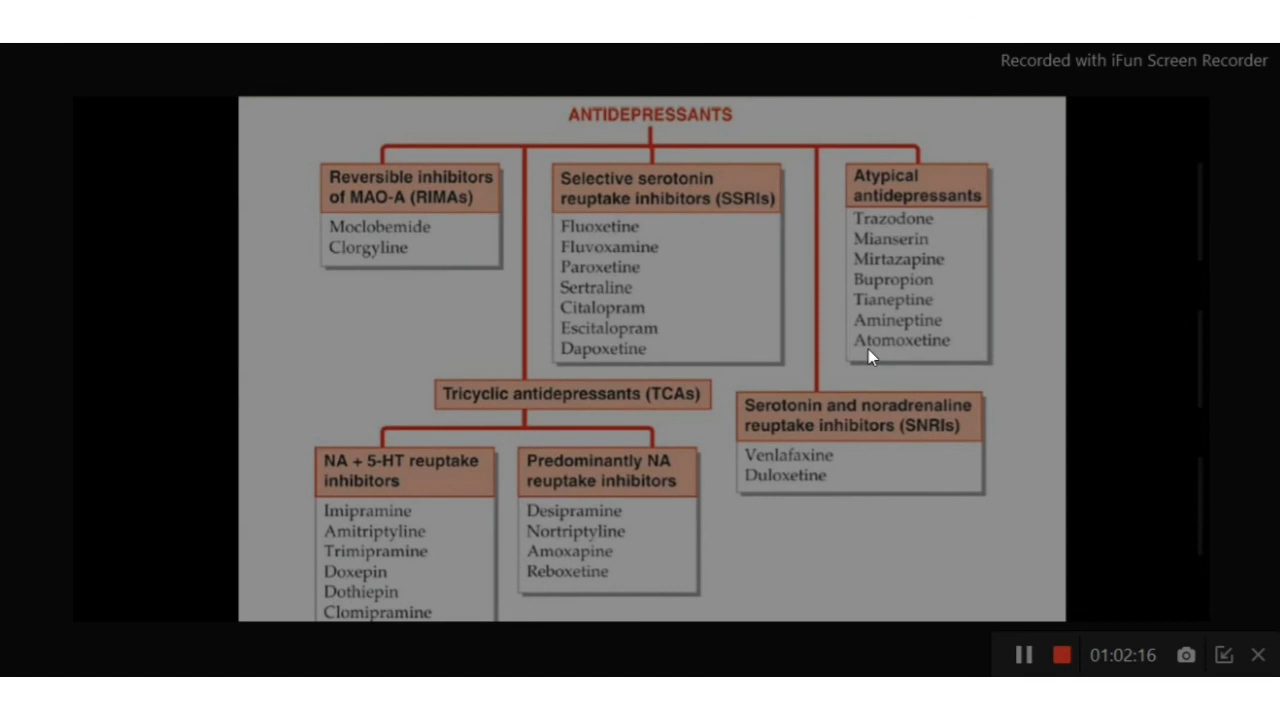 Recorded with iFun Screen Recorder
ANTIDEPRESSANTS
Reversible inhibitors
of MAO-A (RIMAs)
Moclobemide
Clorgyline
Selective serotonin
reuptake inhibitors (SSRIs)
Fluoxetine
Fluvoxamine
Paroxetine
Sertraline
Citalopram
Escitalopram
Dapoxetine
Atypical
antidepressants
Trazodone
Mianserin
Mirtazapine
Bupropion
Tianeptine
Amineptine
Atomoxetine
Tricyclic antidepressants (TCAs)
Serotonin and noradrenaline
reuptake inhibitors (SNRIs)
Venlafaxine
Duloxetine
NA + 5-HT reuptake
inhibitors
Imipramine
Amitriptyline
Trimipramine
Doxepin
Dothiepin
Clomipramine
Predominantly NA
reuptake inhibitors
Desipramine
Nortriptyline
Amoxapine
Reboxetine
01:02:16